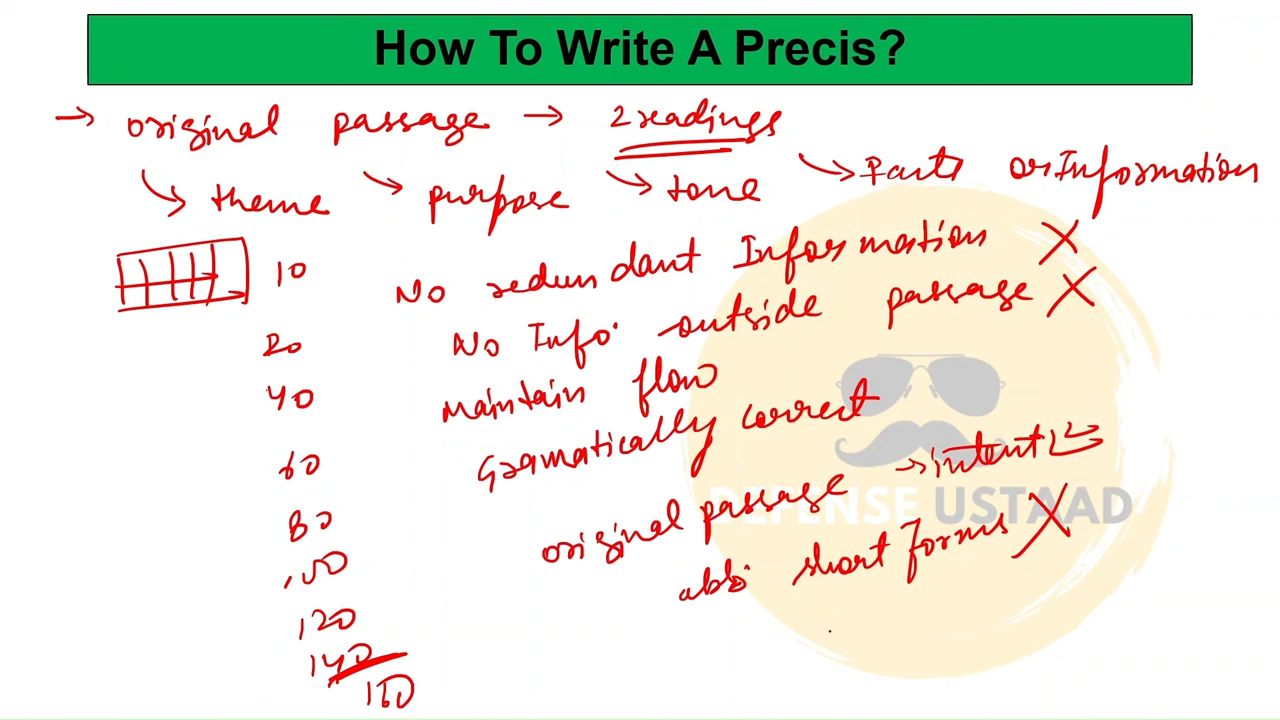 How To Write A Precis?
→ original passage → 2 readings
↘ theme ↘ purpose ↘ tone ↘ Facts or Information
10 No redundant Information X
20 No Info. outside passage X
40 maintain flow
60 Gramatically correct
80 original passage → intent
100 abb. short forms X
120
140
160
DEFENSE USTAAD